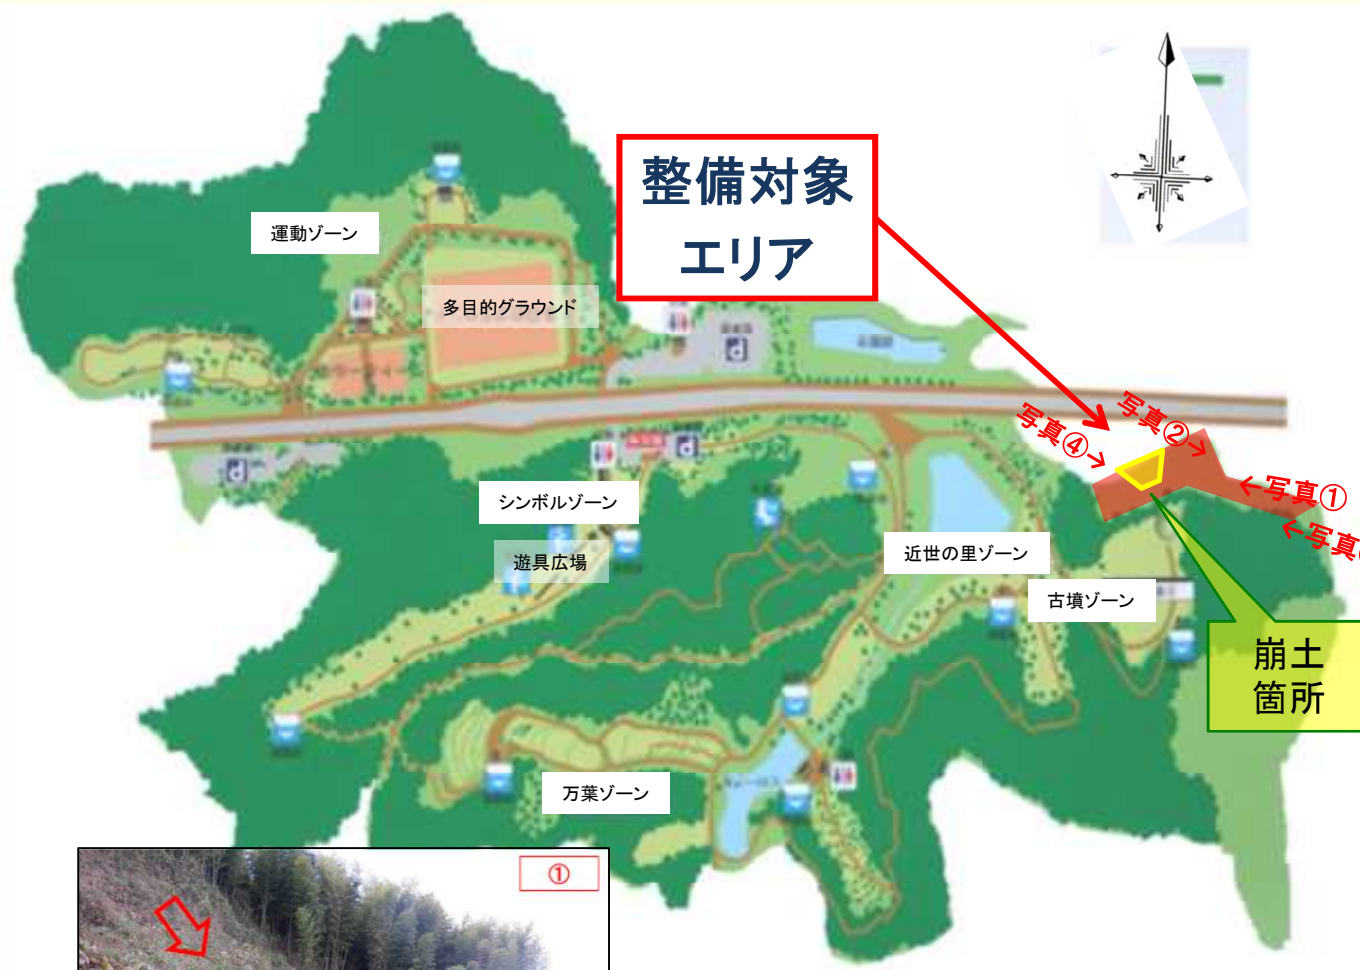 整備対象
エリア
運動ゾーン
多目的グラウンド
写真②→
写真④→
←写真①
←写真
シンボルゾーン
遊具広場
近世の里ゾーン
古墳ゾーン
崩土
箇所
万葉ゾーン
①